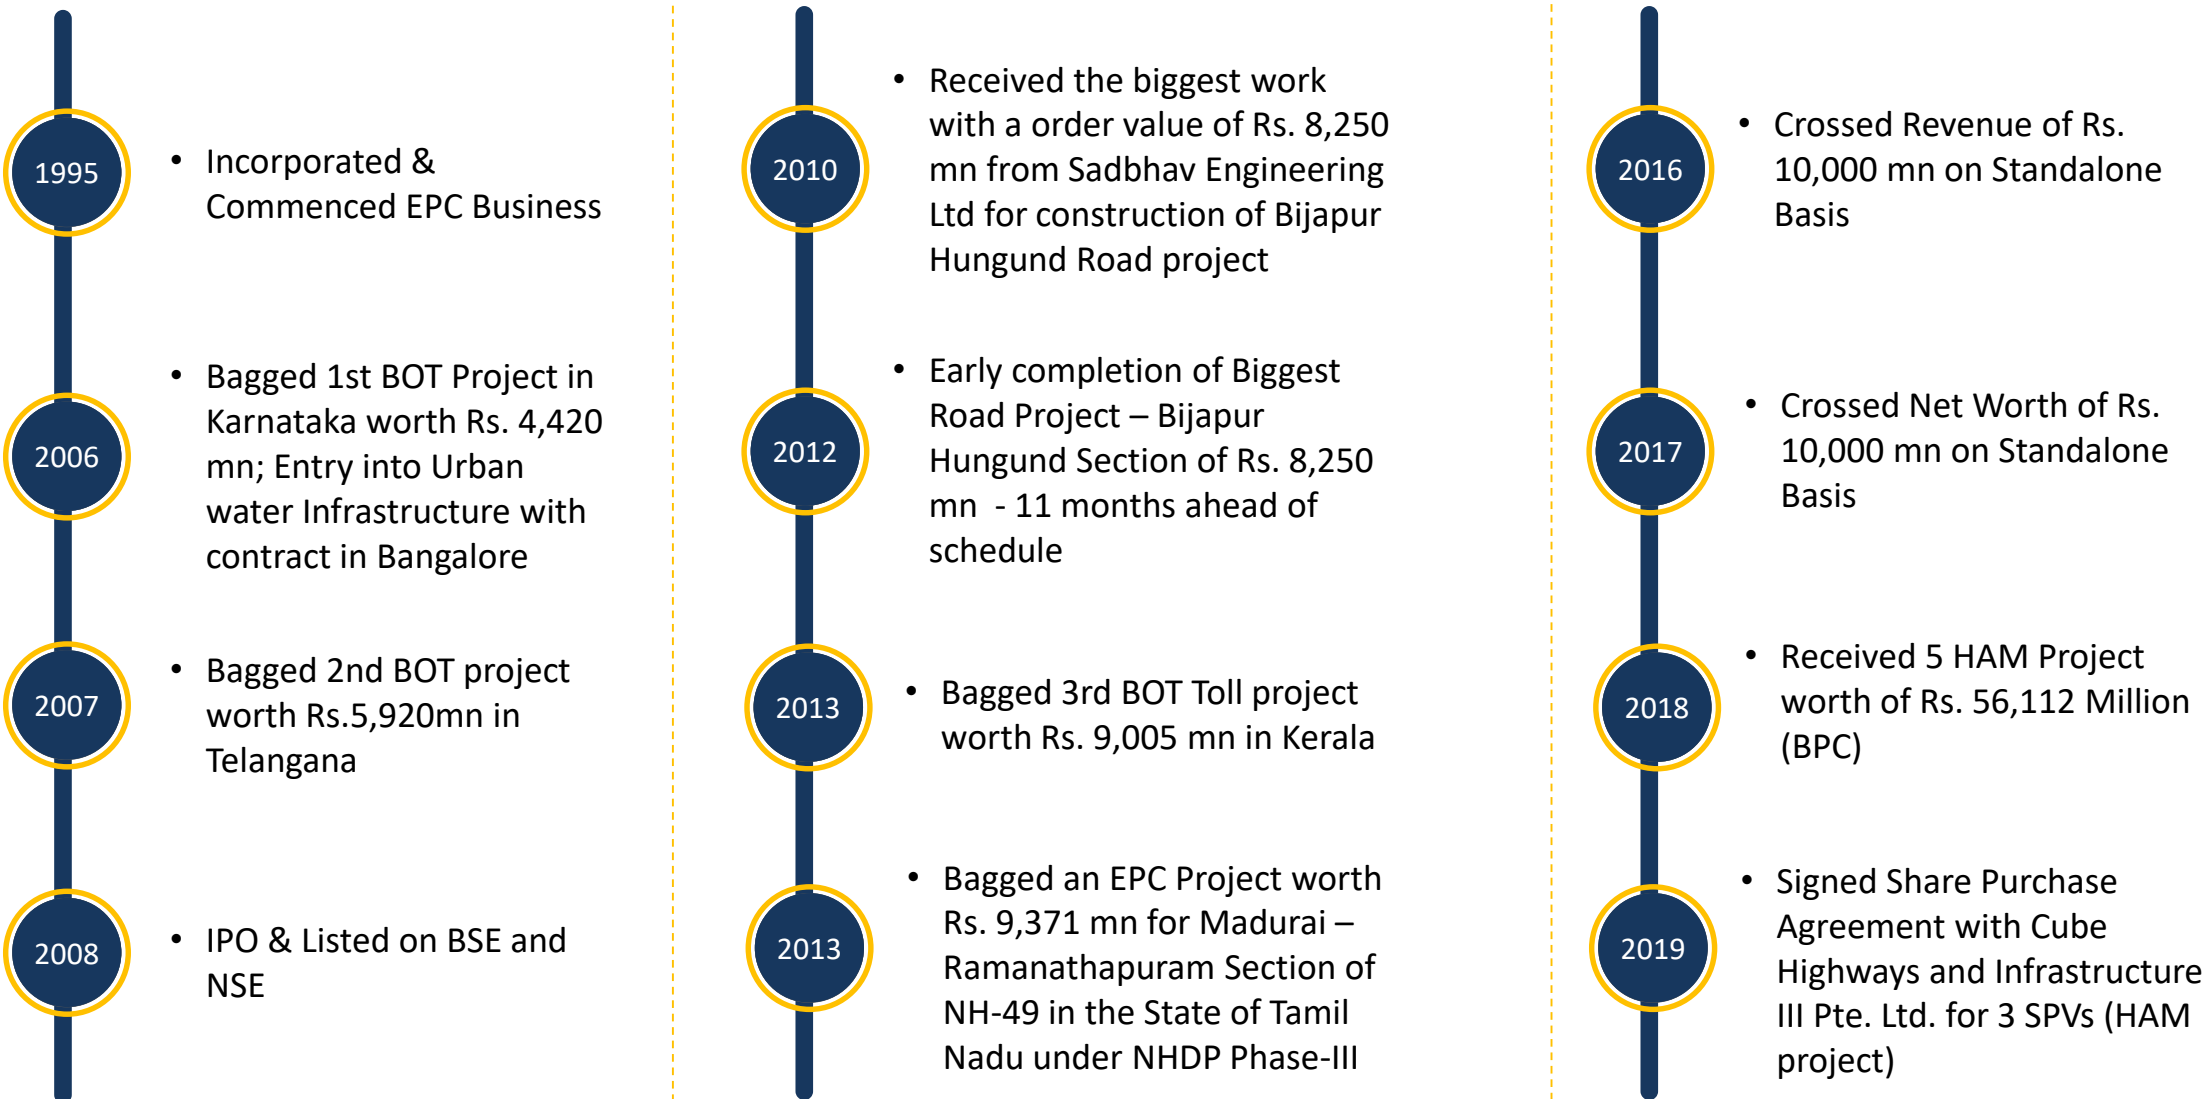 1995
• Incorporated &
Commenced EPC Business
2006
• Bagged 1st BOT Project in
Karnataka worth Rs. 4,420
mn; Entry into Urban
water Infrastructure with
contract in Bangalore
2007
• Bagged 2nd BOT project
worth Rs.5,920mn in
Telangana
2008
• IPO & Listed on BSE and
NSE
2010
• Received the biggest work
with a order value of Rs. 8,250
mn from Sadbhav Engineering
Ltd for construction of Bijapur
Hungund Road project
2012
• Early completion of Biggest
Road Project – Bijapur
Hungund Section of Rs. 8,250
mn  - 11 months ahead of
schedule
2013
• Bagged 3rd BOT Toll project
worth Rs. 9,005 mn in Kerala
2013
• Bagged an EPC Project worth
Rs. 9,371 mn for Madurai –
Ramanathapuram Section of
NH-49 in the State of Tamil
Nadu under NHDP Phase-III
2016
• Crossed Revenue of Rs.
10,000 mn on Standalone
Basis
2017
• Crossed Net Worth of Rs.
10,000 mn on Standalone
Basis
2018
• Received 5 HAM Project
worth of Rs. 56,112 Million
(BPC)
2019
• Signed Share Purchase
Agreement with Cube
Highways and Infrastructure
III Pte. Ltd. for 3 SPVs (HAM
project)